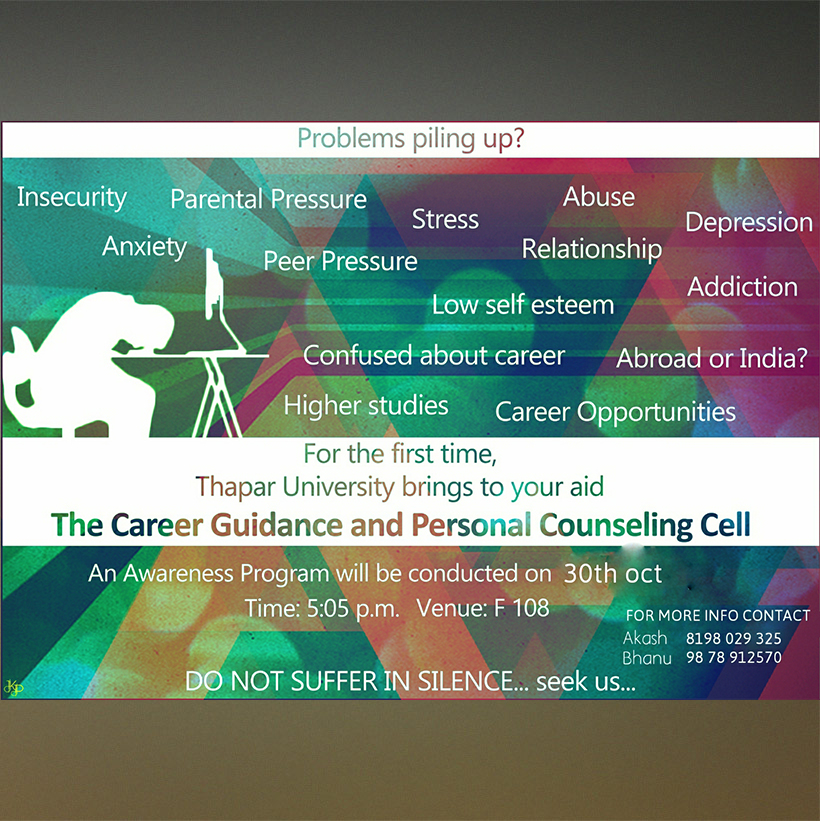 Problems piling up?
Insecurity
Parental Pressure
Abuse
Stress
Depression
Anxiety
Peer Pressure
Relationship
Addiction
Low self esteem
Confused about career
Abroad or India?
Higher studies
Career Opportunities
For the first time,
Thapar University brings to your aid
The Career Guidance and Personal Counseling Cell
An Awareness Program will be conducted on 30th oct
Time: 5:05 p.m. Venue: F 108
FOR MORE INFO CONTACT
Akash 8198 029 325
Bhanu 98 78 912570
DO NOT SUFFER IN SILENCE... seek us...